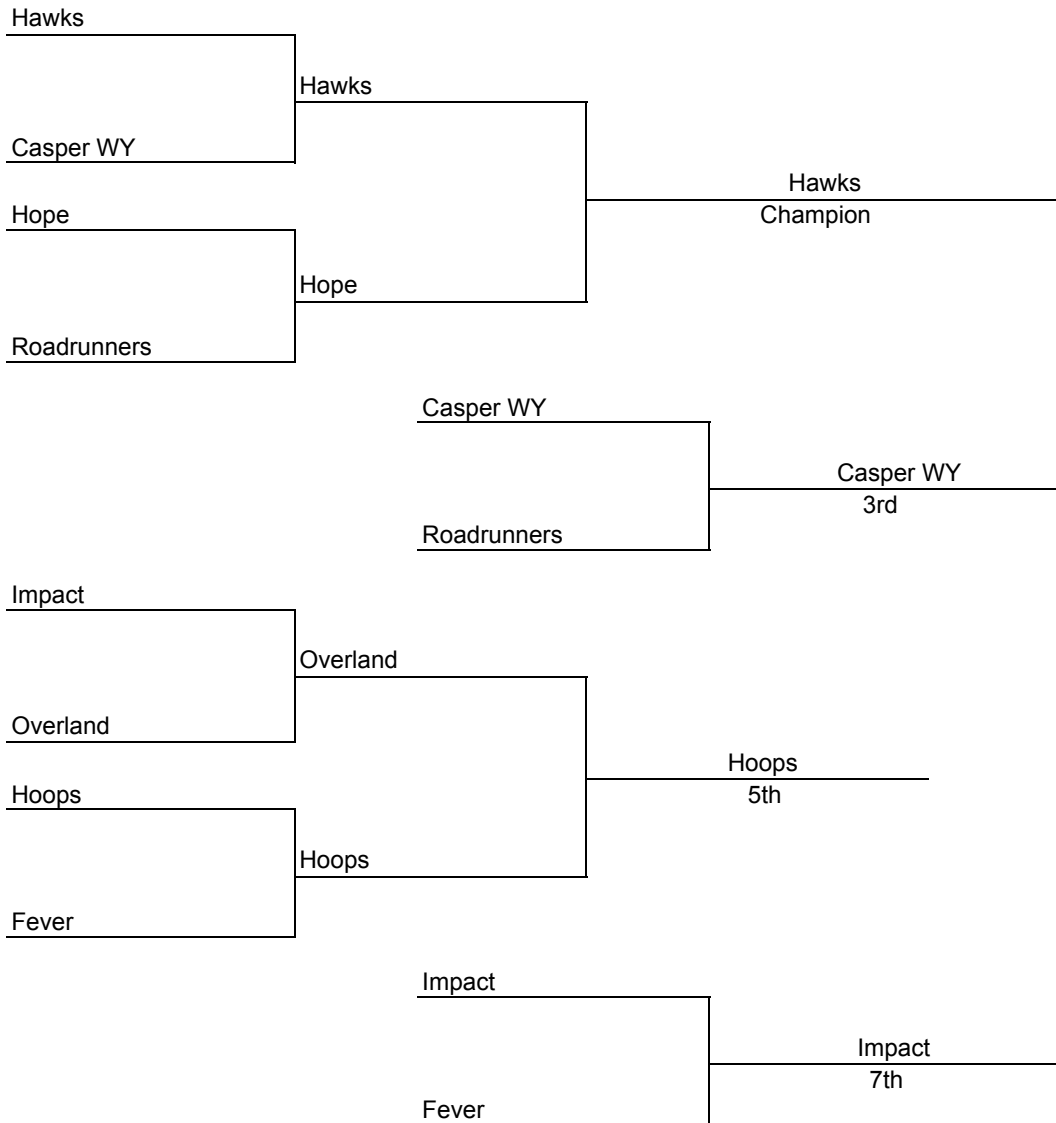 Hawks
Hawks
Casper WY
Hawks
Champion
Hope
Hope
Roadrunners
Casper WY
Casper WY
3rd
Roadrunners
Impact
Overland
Overland
Hoops
5th
Hoops
Hoops
Fever
Impact
Impact
7th
Fever